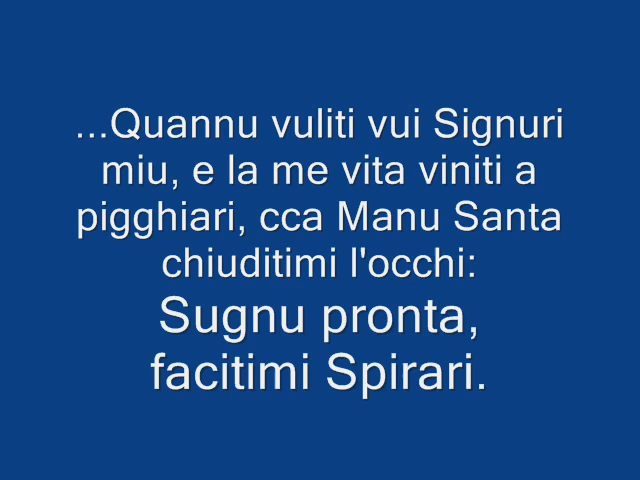 ...Quannu vuliti vui Signuri
miu, e la me vita viniti a
pigghiari, cca Manu Santa
chiuditimi l'occhi:
Sugnu pronta,
facitimi Spirari.